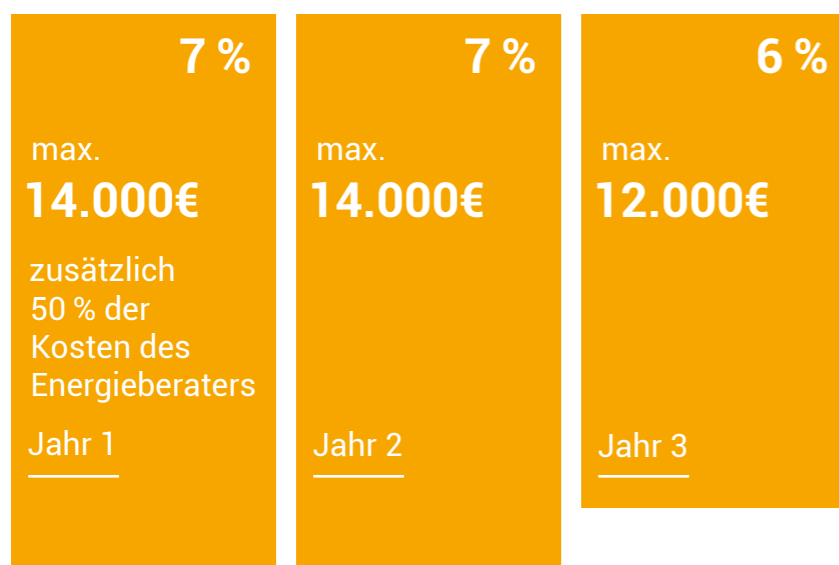 7 %
max.
14.000€
zusätzlich
50 % der
Kosten des
Energieberaters
Jahr 1
7 %
max.
14.000€
Jahr 2
6 %
max.
12.000€
Jahr 3